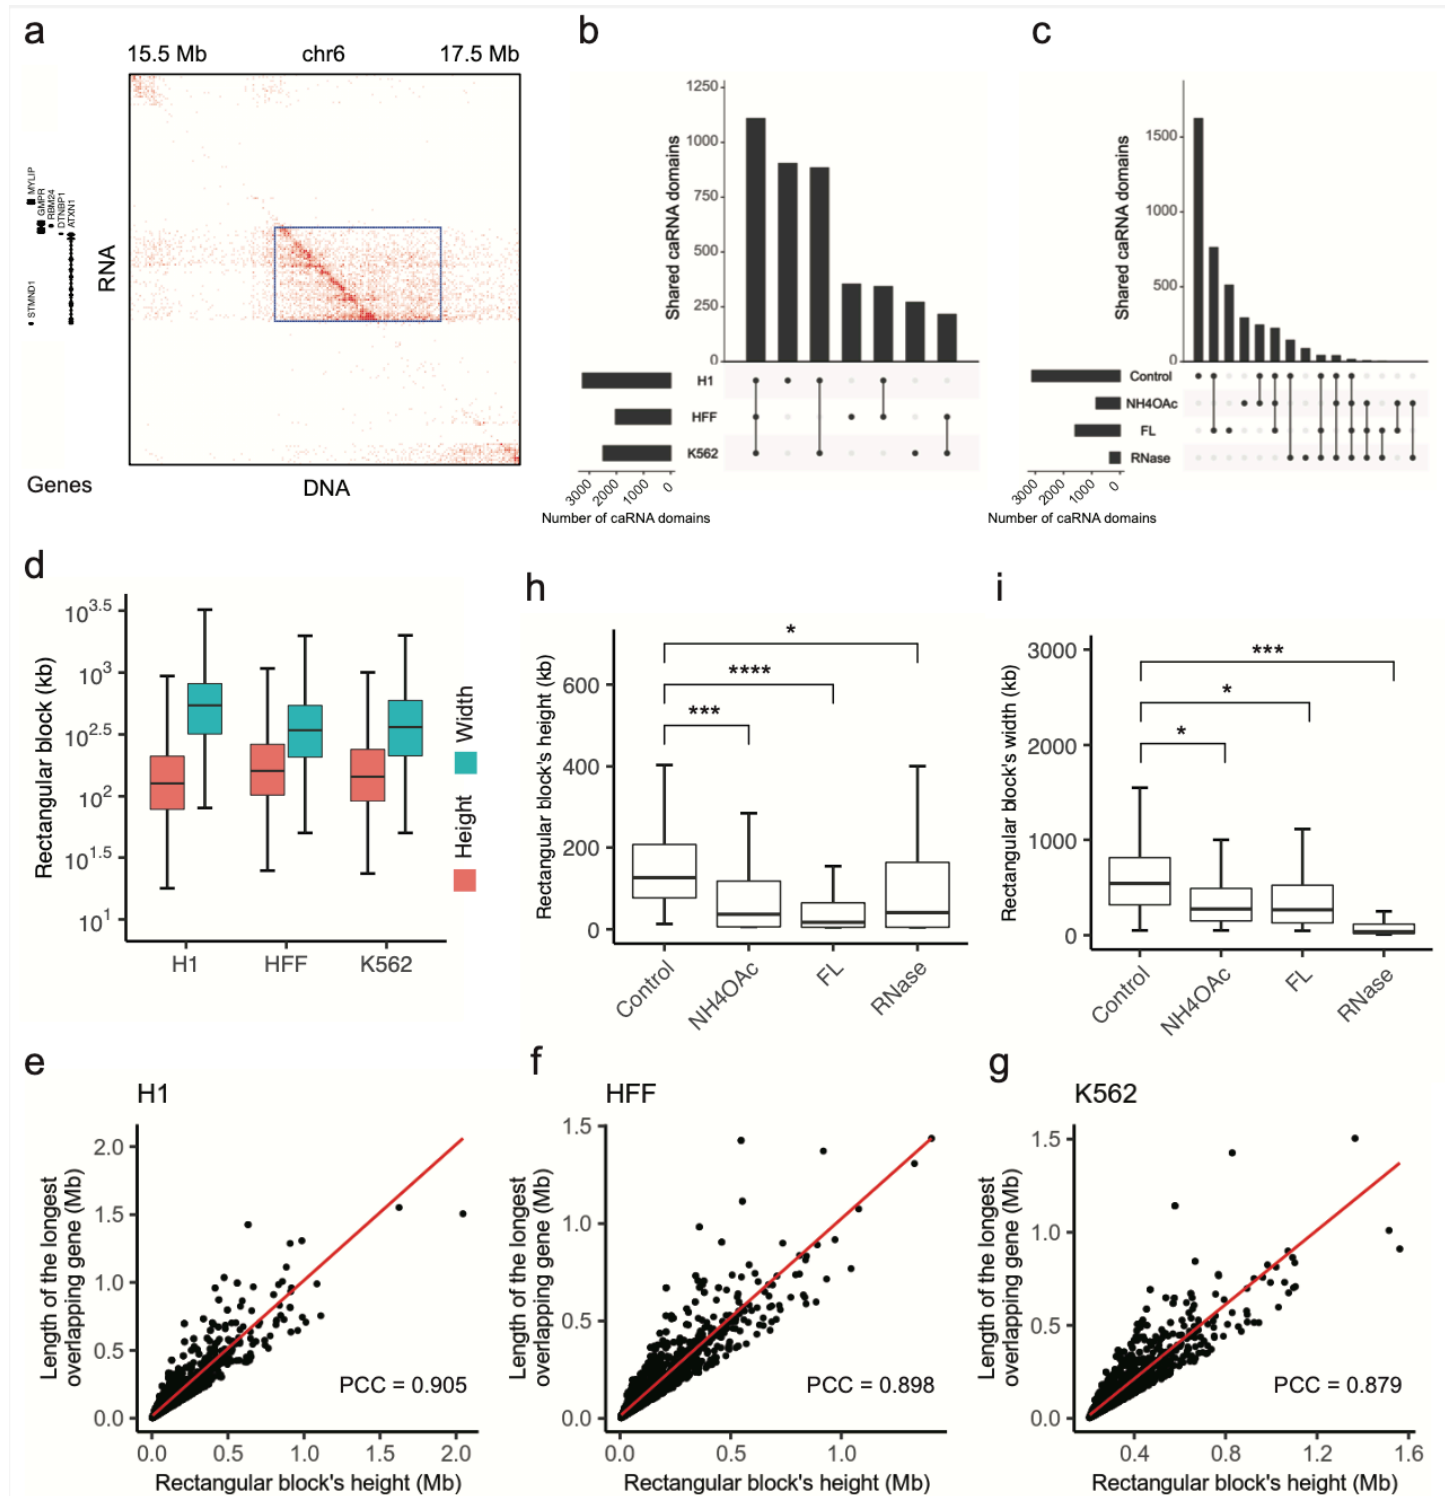 a
15.5 Mb chr6 17.5 Mb
MYLIP
GMPR
RBM24
DTNBP1
ATXN1
STMND1
RNA
Genes
DNA
b
Shared caRNA domains
1250
1000
750
500
250
0
H1
HFF
K562
3000 2000 1000 0
Number of caRNA domains
c
Shared caRNA domains
1500
1000
500
0
Control
NH4OAc
FL
RNase
3000 2000 1000 0
Number of caRNA domains
d
Rectangular block (kb)
10^3.5
10^3
10^2.5
10^2
10^1.5
10^1
H1 HFF K562
Height Width
h
Rectangular block's height (kb)
600
400
200
0
*
****
***
Control NH4OAc FL RNase
i
Rectangular block's width (kb)
3000
2000
1000
0
***
*
*
Control NH4OAc FL RNase
e
H1
Length of the longest
overlapping gene (Mb)
2.0
1.5
1.0
0.5
0.0
PCC = 0.905
0.0 0.5 1.0 1.5 2.0
Rectangular block's height (Mb)
f
HFF
Length of the longest
overlapping gene (Mb)
1.5
1.0
0.5
0.0
PCC = 0.898
0.0 0.5 1.0
Rectangular block's height (Mb)
g
K562
Length of the longest
overlapping gene (Mb)
1.5
1.0
0.5
0.0
PCC = 0.879
0.4 0.8 1.2 1.6
Rectangular block's height (Mb)